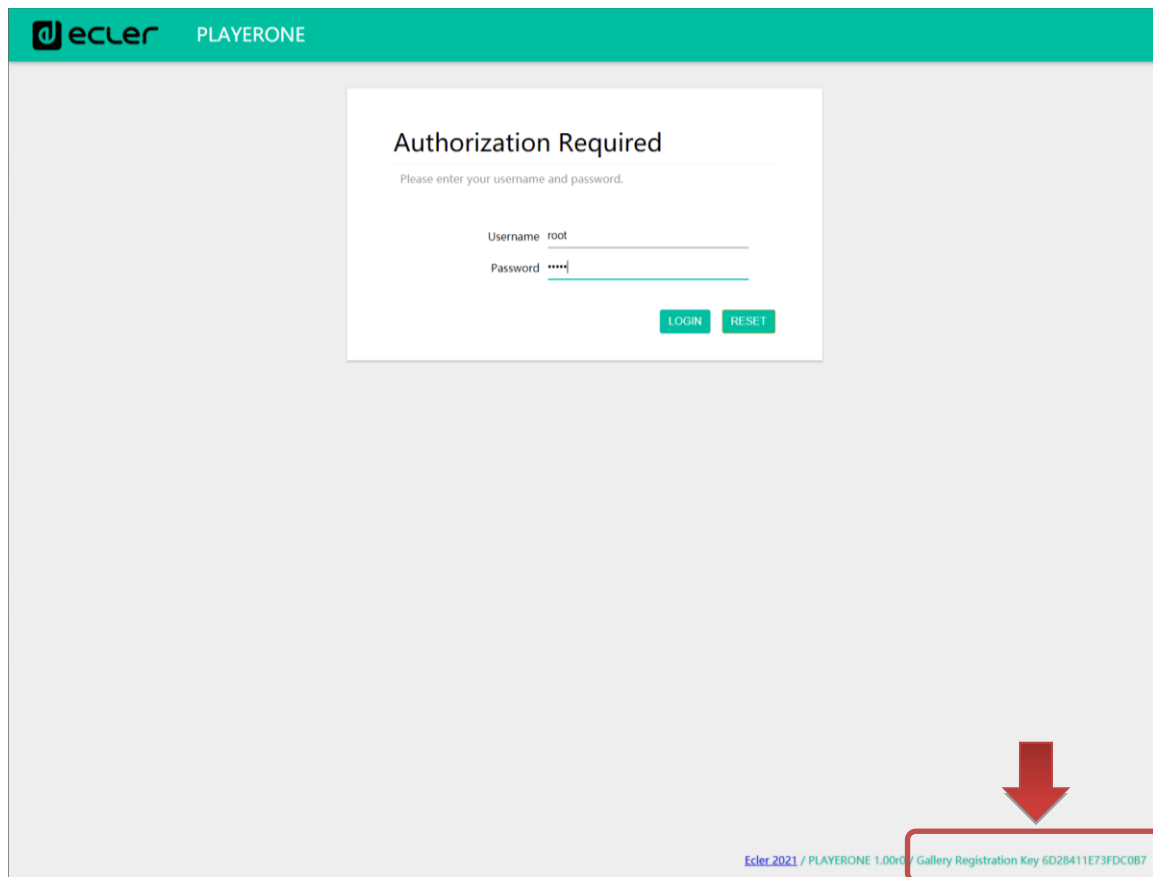 ecler PLAYERONE
Authorization Required
Please enter your username and password.
Username root
Password •••••
LOGIN RESET
Ecler 2021 / PLAYERONE 1.00r0 / Gallery Registration Key 6D28411E73FDC0B7